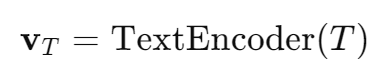 v_T = TextEncoder(T)